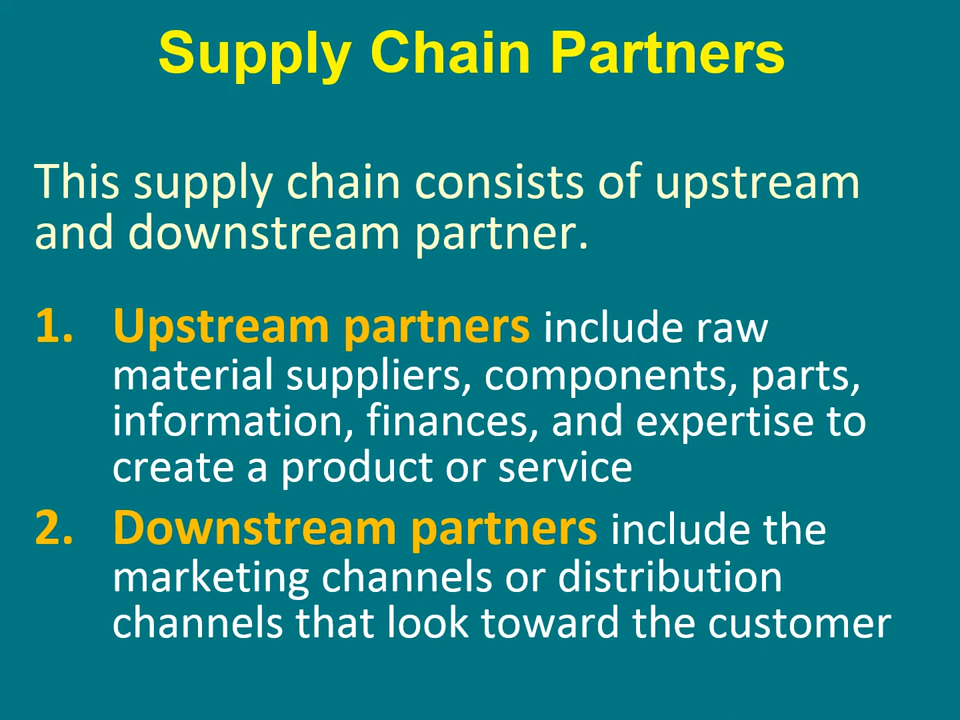 Supply Chain Partners
This supply chain consists of upstream
and downstream partner.
1. Upstream partners include raw
material suppliers, components, parts,
information, finances, and expertise to
create a product or service
2. Downstream partners include the
marketing channels or distribution
channels that look toward the customer